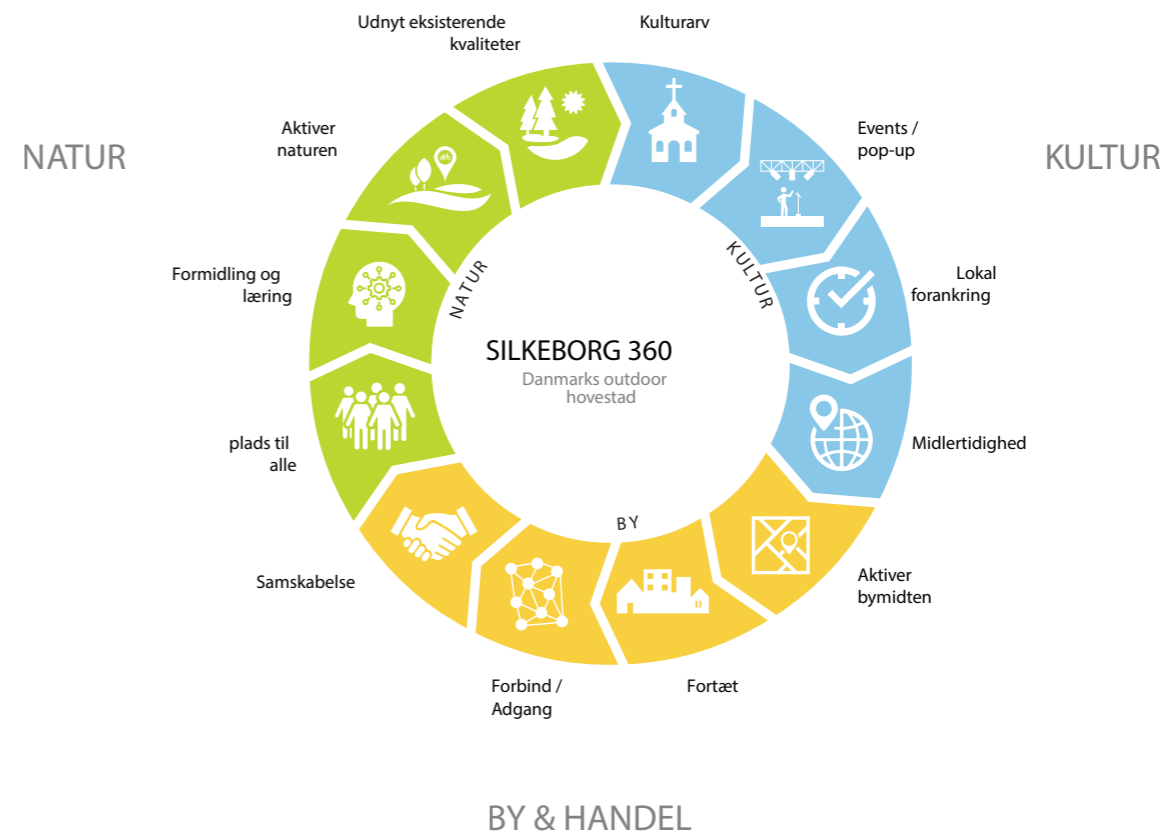 Udnyt eksisterende
kvaliteter
Kulturarv
Aktiver
naturen
Events /
pop-up
NATUR
KULTUR
Formidling og
læring
NATUR
KULTUR
Lokal
forankring
SILKEBORG 360
Danmarks outdoor
hovestad
plads til
alle
Midlertidighed
BY
Samskabelse
Aktiver
bymidten
Forbind /
Adgang
Fortæt
BY & HANDEL